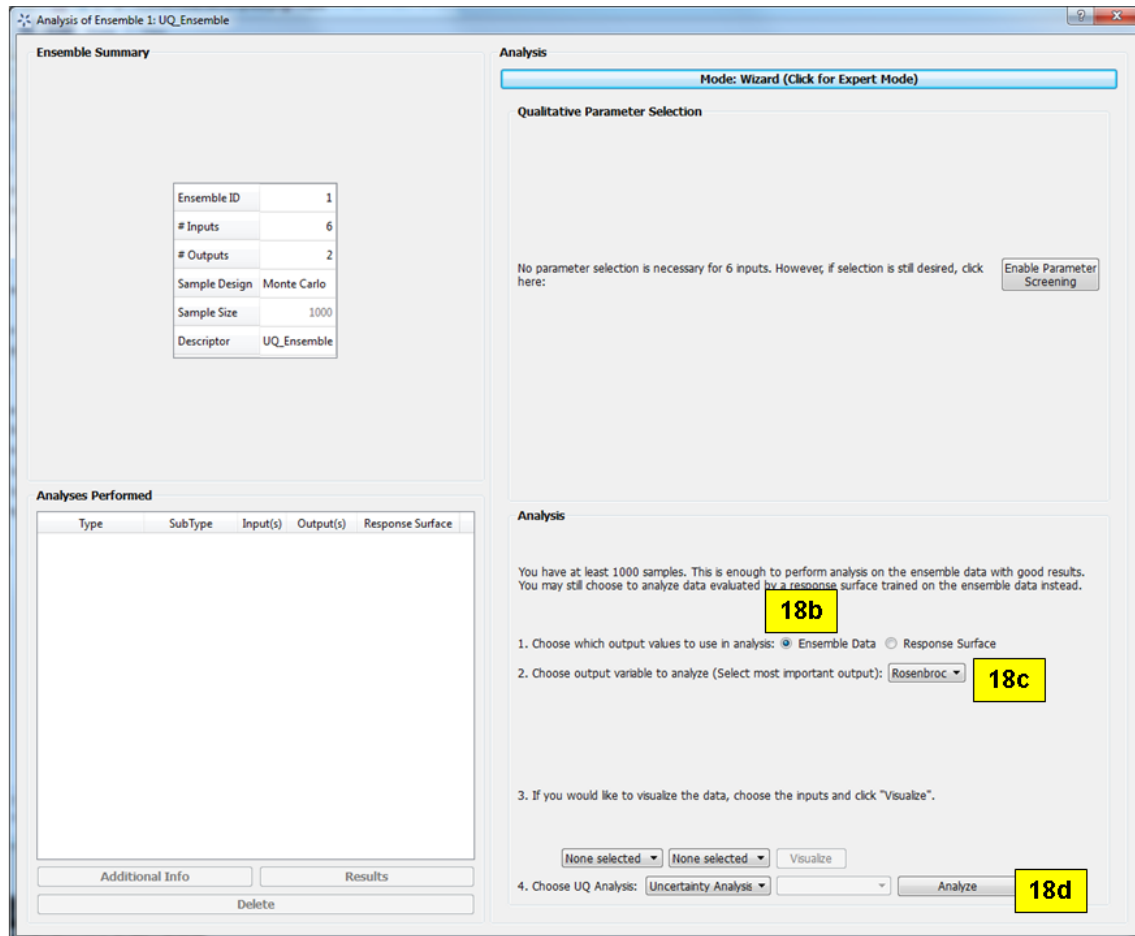 Analysis of Ensemble 1: UQ_Ensemble
Ensemble Summary
Ensemble ID 1
# Inputs 6
# Outputs 2
Sample Design Monte Carlo
Sample Size 1000
Descriptor UQ_Ensemble
Analyses Performed
Type SubType Input(s) Output(s) Response Surface
Additional Info Results
Delete
Analysis
Mode: Wizard (Click for Expert Mode)
Qualitative Parameter Selection
No parameter selection is necessary for 6 inputs. However, if selection is still desired, click
here:
Enable Parameter
Screening
Analysis
You have at least 1000 samples. This is enough to perform analysis on the ensemble data with good results.
You may still choose to analyze data evaluated by a response surface trained on the ensemble data instead.
18b
1. Choose which output values to use in analysis: Ensemble Data Response Surface
2. Choose output variable to analyze (Select most important output): Rosenbroc
18c
3. If you would like to visualize the data, choose the inputs and click "Visualize".
None selected None selected Visualize
4. Choose UQ Analysis: Uncertainty Analysis Analyze
18d